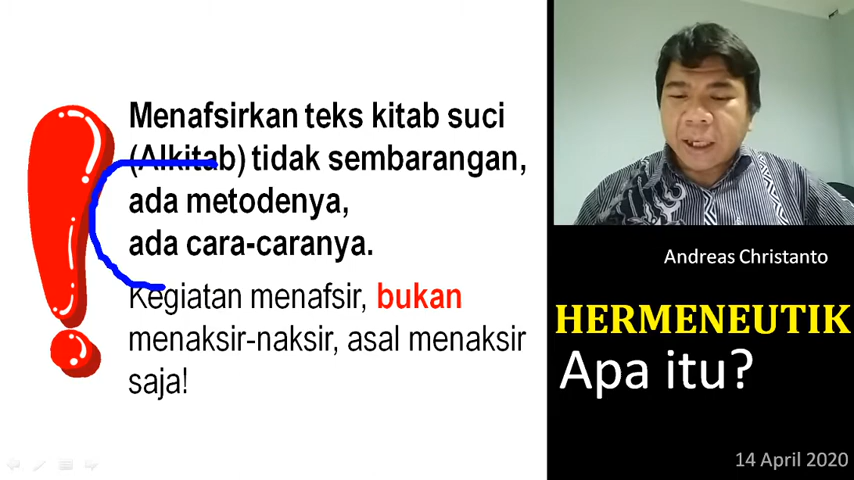 Menafsirkan teks kitab suci
(Alkitab) tidak sembarangan,
ada metodenya,
ada cara-caranya.
Kegiatan menafsir, bukan
menaksir-naksir, asal menaksir
saja!
Andreas Christanto
HERMENEUTIK
Apa itu?
14 April 2020